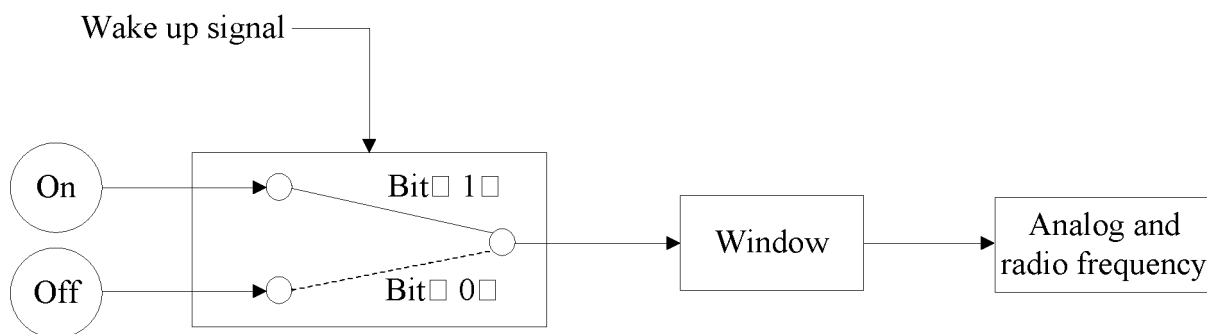 Wake up signal
On
Bit□ 1□
Off
Bit□ 0□
Window
Analog and
radio frequency